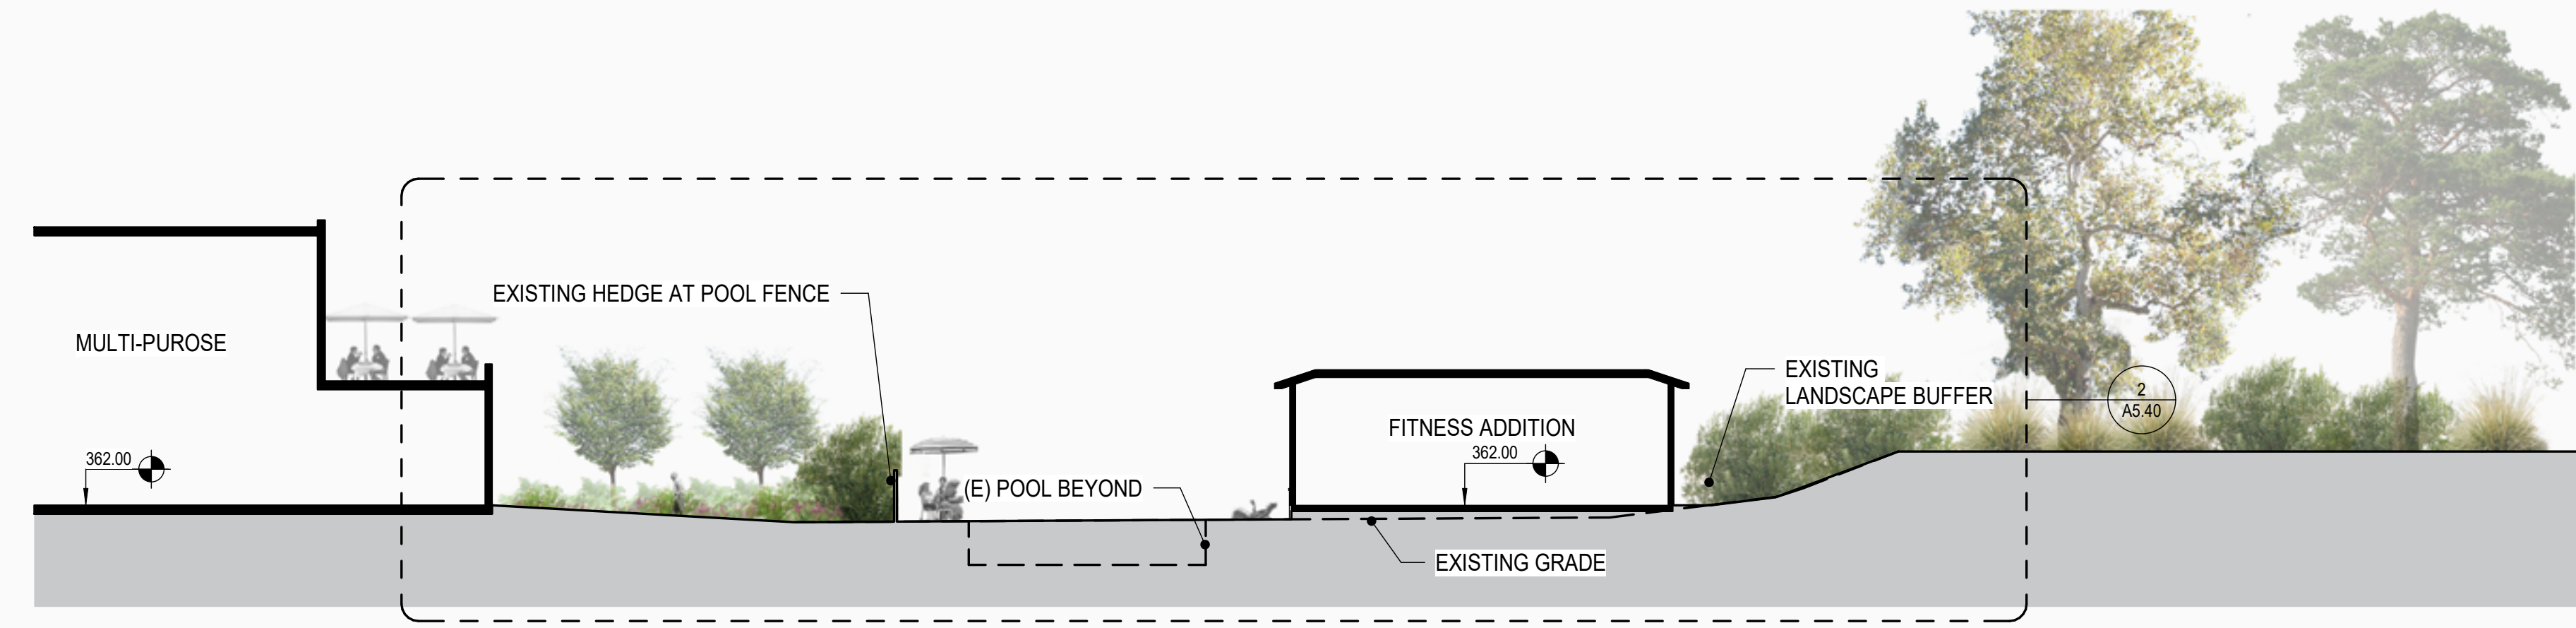 EXISTING HEDGE AT POOL FENCE
MULTI-PUROSE
362.00
(E) POOL BEYOND
FITNESS ADDITION
362.00
EXISTING GRADE
EXISTING
LANDSCAPE BUFFER
2
A5.40